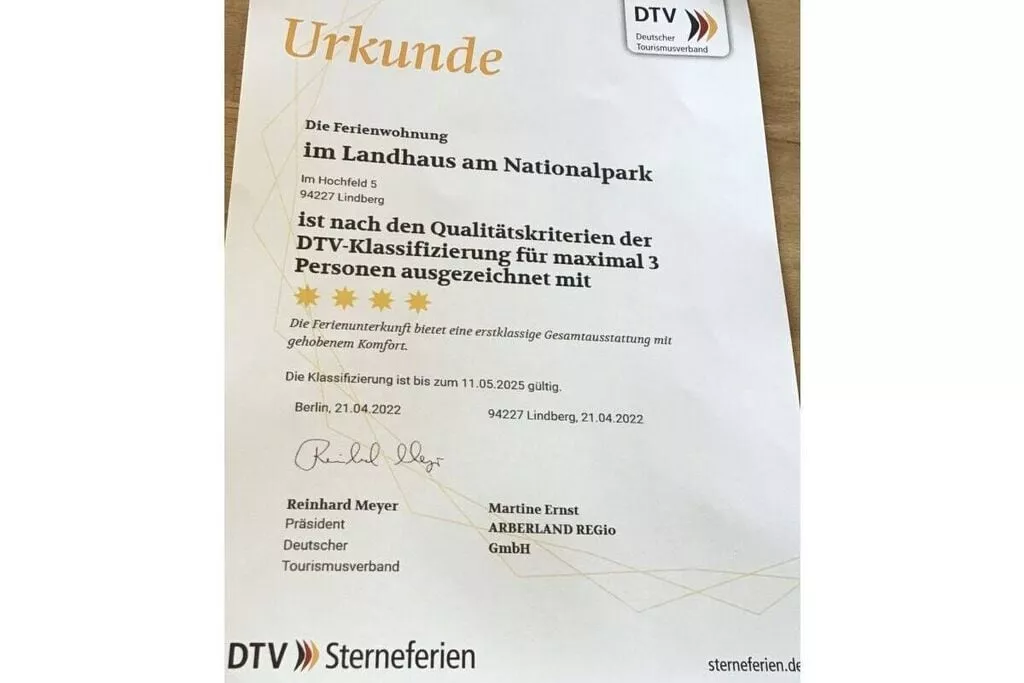 Urkunde
DTV
Deutscher
Tourismusverband
Die Ferienwohnung
im Landhaus am Nationalpark
Im Hochfeld 5
94227 Lindberg
ist nach den Qualitätskriterien der
DTV-Klassifizierung für maximal 3
Personen ausgezeichnet mit
Die Ferienunterkunft bietet eine erstklassige Gesamtausstattung mit
gehobenem Komfort.
Die Klassifizierung ist bis zum 11.05.2025 gültig.
Berlin, 21.04.2022
94227 Lindberg, 21.04.2022
Reinhard Meyer
Reinhard Meyer
Präsident
Deutscher
Tourismusverband
Martine Ernst
ARBERLAND REGio
GmbH
DTV Sterneferien
sterneferien.de